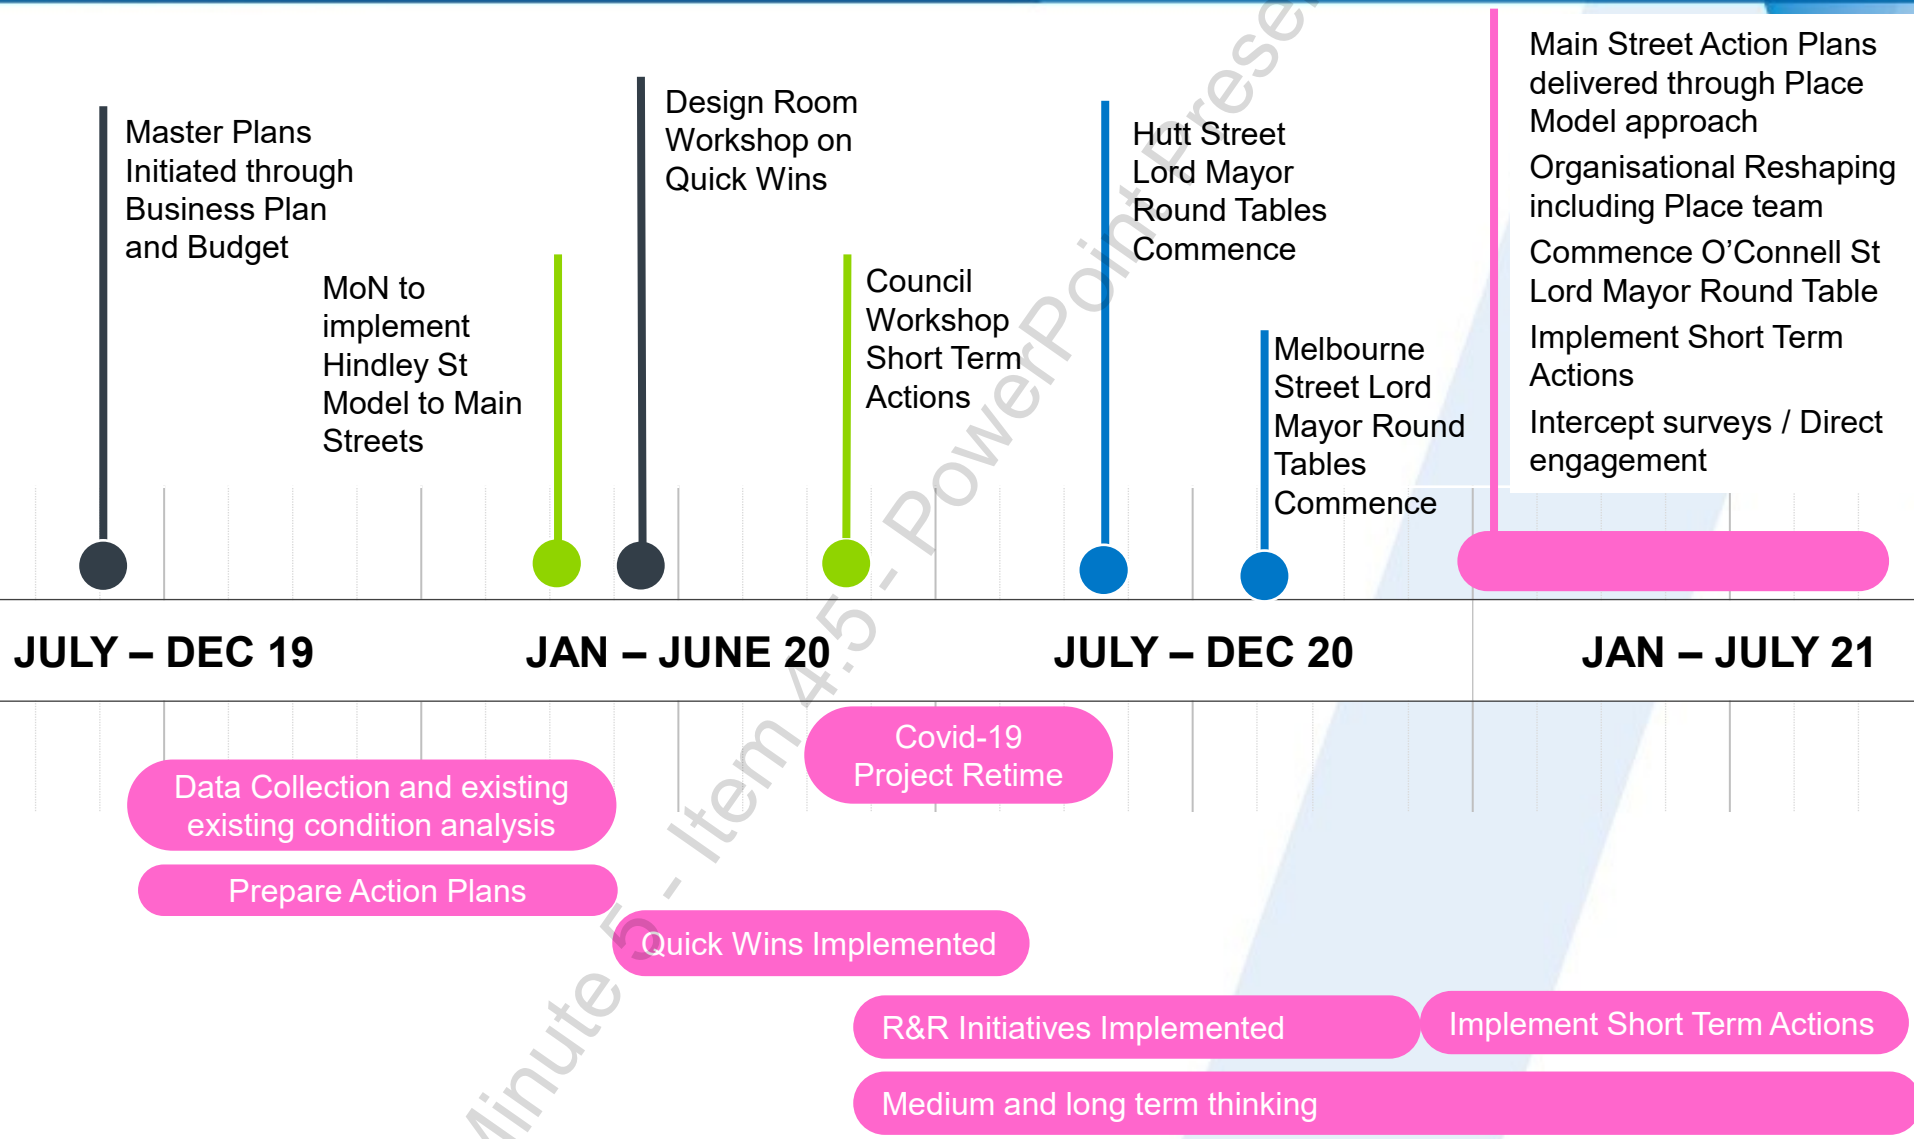 Master Plans
Initiated through
Business Plan
and Budget
MoN to
implement
Hindley St
Model to Main
Streets
Design Room
Workshop on
Quick Wins
Council
Workshop
Short Term
Actions
Hutt Street
Lord Mayor
Round Tables
Commence
Melbourne
Street Lord
Mayor Round
Tables
Commence
Main Street Action Plans
delivered through Place
Model approach
Organisational Reshaping
including Place team
Commence O’Connell St
Lord Mayor Round Table
Implement Short Term
Actions
Intercept surveys / Direct
engagement
JULY – DEC 19
JAN – JUNE 20
JULY – DEC 20
JAN – JULY 21
Covid-19
Project Retime
Data Collection and existing
existing condition analysis
Prepare Action Plans
Quick Wins Implemented
R&R Initiatives Implemented
Implement Short Term Actions
Medium and long term thinking
Minute 5 - Item 4.5 - PowerPoint Prese